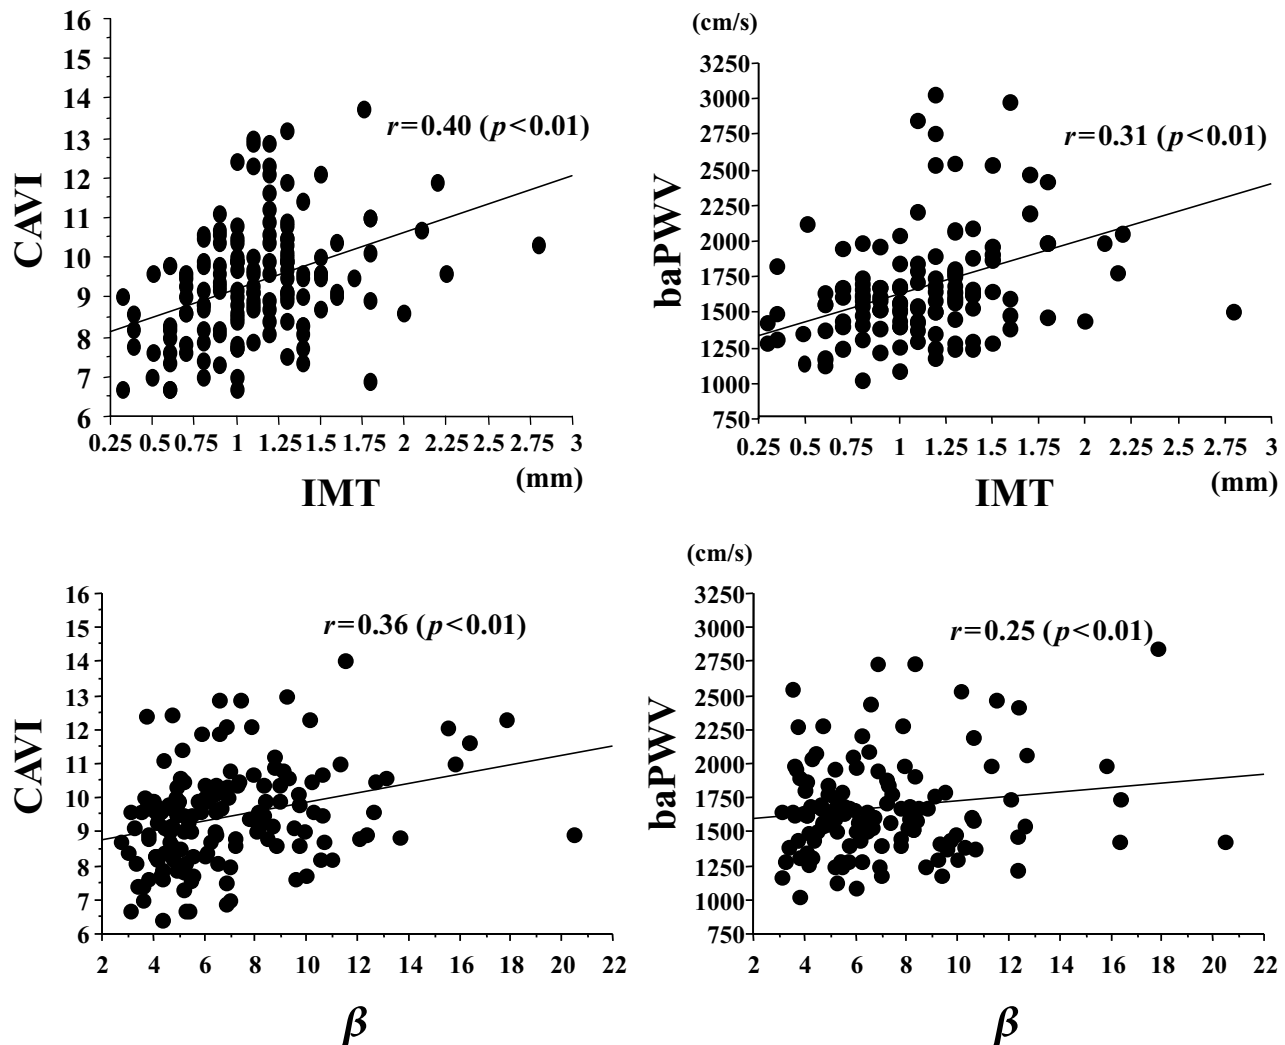 16
15
14
13
12
11
10
9
8
7
6
CAVI
r=0.40 (p<0.01)
0.25 0.5 0.75 1 1.25 1.5 1.75 2 2.25 2.5 2.75 3
IMT
(mm)
(cm/s)
3250
3000
2750
2500
2250
2000
1750
1500
1250
1000
750
baPWV
r=0.31 (p<0.01)
0.25 0.5 0.75 1 1.25 1.5 1.75 2 2.25 2.5 2.75 3
IMT
(mm)
16
15
14
13
12
11
10
9
8
7
6
CAVI
r=0.36 (p<0.01)
2 4 6 8 10 12 14 16 18 20 22
β
(cm/s)
3250
3000
2750
2500
2250
2000
1750
1500
1250
1000
750
baPWV
r=0.25 (p<0.01)
2 4 6 8 10 12 14 16 18 20 22
β